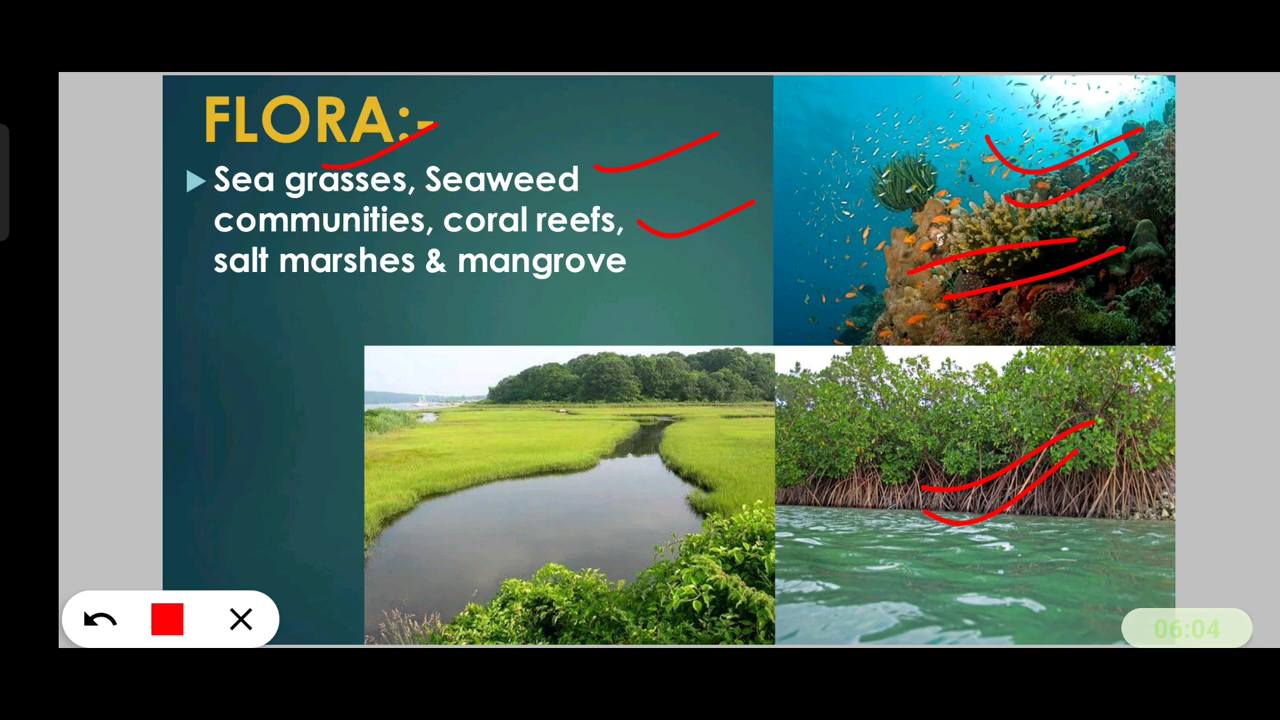 FLORA:-
Sea grasses, Seaweed
communities, coral reefs,
salt marshes & mangrove
06:04